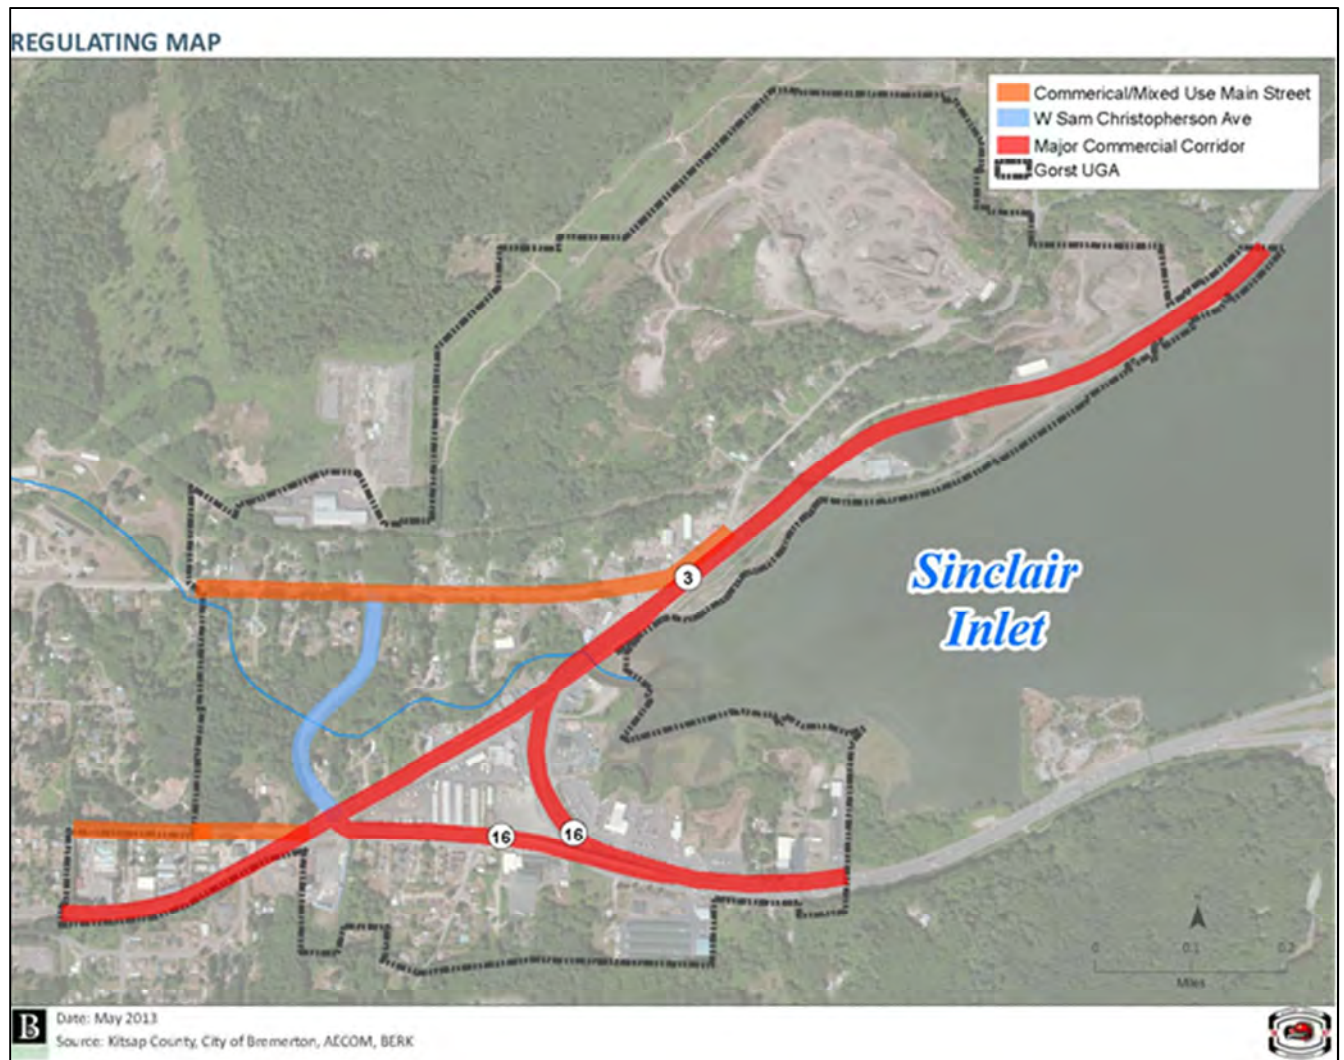 REGULATING MAP
Commerical/Mixed Use Main Street
W Sam Christopherson Ave
Major Commercial Corridor
Gorst UGA
3
Sinclair
Inlet
16
16
0 0.1 0.2
Miles
B
Date: May 2013
Source: Kitsap County, City of Bremerton, AECOM, BERK